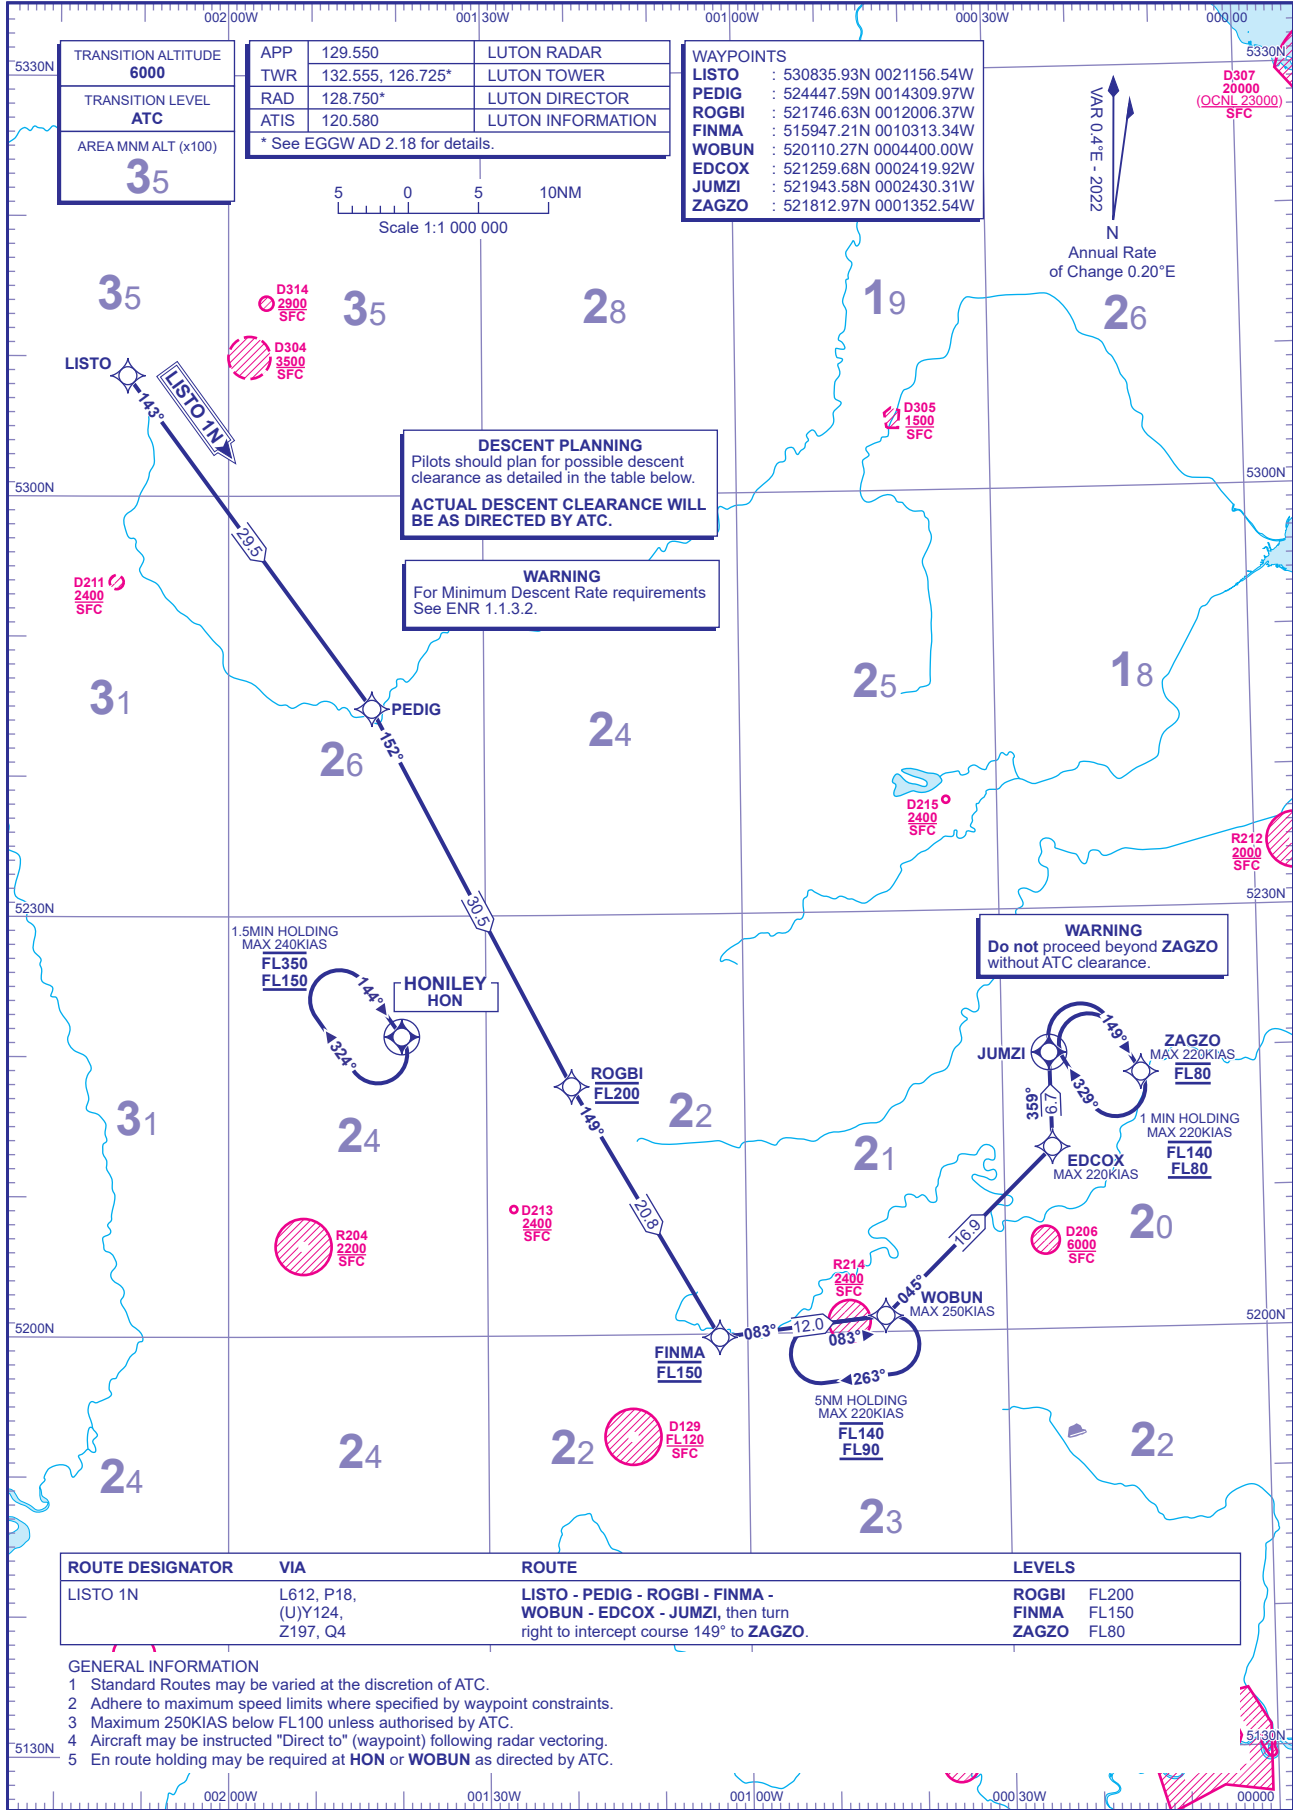 002 00W
001 30W
001 00W
000 30W
000 00
5330N
5330N
TRANSITION ALTITUDE
6000
TRANSITION LEVEL
ATC
AREA MNM ALT (x100)
35
APP 129.550 LUTON RADAR
TWR 132.555, 126.725* LUTON TOWER
RAD 128.750* LUTON DIRECTOR
ATIS 120.580 LUTON INFORMATION
* See EGGW AD 2.18 for details.
5 0 5 10NM
Scale 1:1 000 000
WAYPOINTS
LISTO : 530835.93N 0021156.54W
PEDIG : 524447.59N 0014309.97W
ROGBI : 521746.63N 0012006.37W
FINMA : 515947.21N 0010313.34W
WOBUN : 520110.27N 0004400.00W
EDCOX : 521259.68N 0002419.92W
JUMZI : 521943.58N 0002430.31W
ZAGZO : 521812.97N 0001352.54W
VAR 0.4°E - 2022
N
Annual Rate
of Change 0.20°E
D307
20000
(OCNL 23000)
SFC
35
D314
2900
SFC
35
28
19
26
D304
3500
SFC
LISTO
143°
LISTO 1N
D305
1500
SFC
DESCENT PLANNING
Pilots should plan for possible descent
clearance as detailed in the table below.
ACTUAL DESCENT CLEARANCE WILL
BE AS DIRECTED BY ATC.
5300N
5300N
29.5
WARNING
For Minimum Descent Rate requirements
See ENR 1.1.3.2.
D211
2400
SFC
31
PEDIG
152°
26
24
25
18
D215
2400
SFC
R212
2000
SFC
5230N
5230N
30.5
1.5MIN HOLDING
MAX 240KIAS
FL350
FL150
144°
324°
HONILEY
HON
WARNING
Do not proceed beyond ZAGZO
without ATC clearance.
JUMZI
149°
329°
ZAGZO
MAX 220KIAS
FL80
1 MIN HOLDING
MAX 220KIAS
FL140
FL80
359°
6.7
EDCOX
MAX 220KIAS
ROGBI
FL200
149°
31
24
22
21
20
D213
2400
SFC
20.8
R204
2200
SFC
D206
6000
SFC
16.9
R214
2400
SFC
045°
WOBUN
MAX 250KIAS
5200N
5200N
083°
12.0
083°
263°
FINMA
FL150
5NM HOLDING
MAX 220KIAS
FL140
FL90
D129
FL120
SFC
24
24
22
22
23
ROUTE DESIGNATOR VIA ROUTE LEVELS
LISTO 1N L612, P18, LISTO - PEDIG - ROGBI - FINMA - ROGBI FL200
(U)Y124, WOBUN - EDCOX - JUMZI, then turn FINMA FL150
Z197, Q4 right to intercept course 149° to ZAGZO. ZAGZO FL80
GENERAL INFORMATION
1 Standard Routes may be varied at the discretion of ATC.
2 Adhere to maximum speed limits where specified by waypoint constraints.
3 Maximum 250KIAS below FL100 unless authorised by ATC.
4 Aircraft may be instructed "Direct to" (waypoint) following radar vectoring.
5 En route holding may be required at HON or WOBUN as directed by ATC.
5130N
5130N
002 00W
001 30W
001 00W
000 30W
000 00